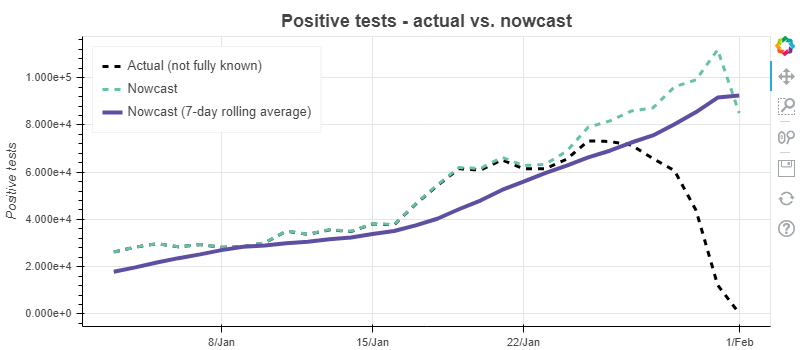 Positive tests - actual vs. nowcast
Actual (not fully known)
Nowcast
Nowcast (7-day rolling average)
Positive tests
1.000e+5
8.000e+4
6.000e+4
4.000e+4
2.000e+4
0.000e+0
8/Jan
15/Jan
22/Jan
1/Feb